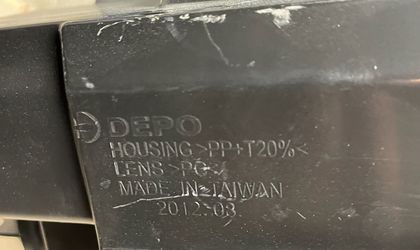 DEPO
HOUSING >PP+T20%<
LENS >PC<
MADE IN TAIWAN
2012-03